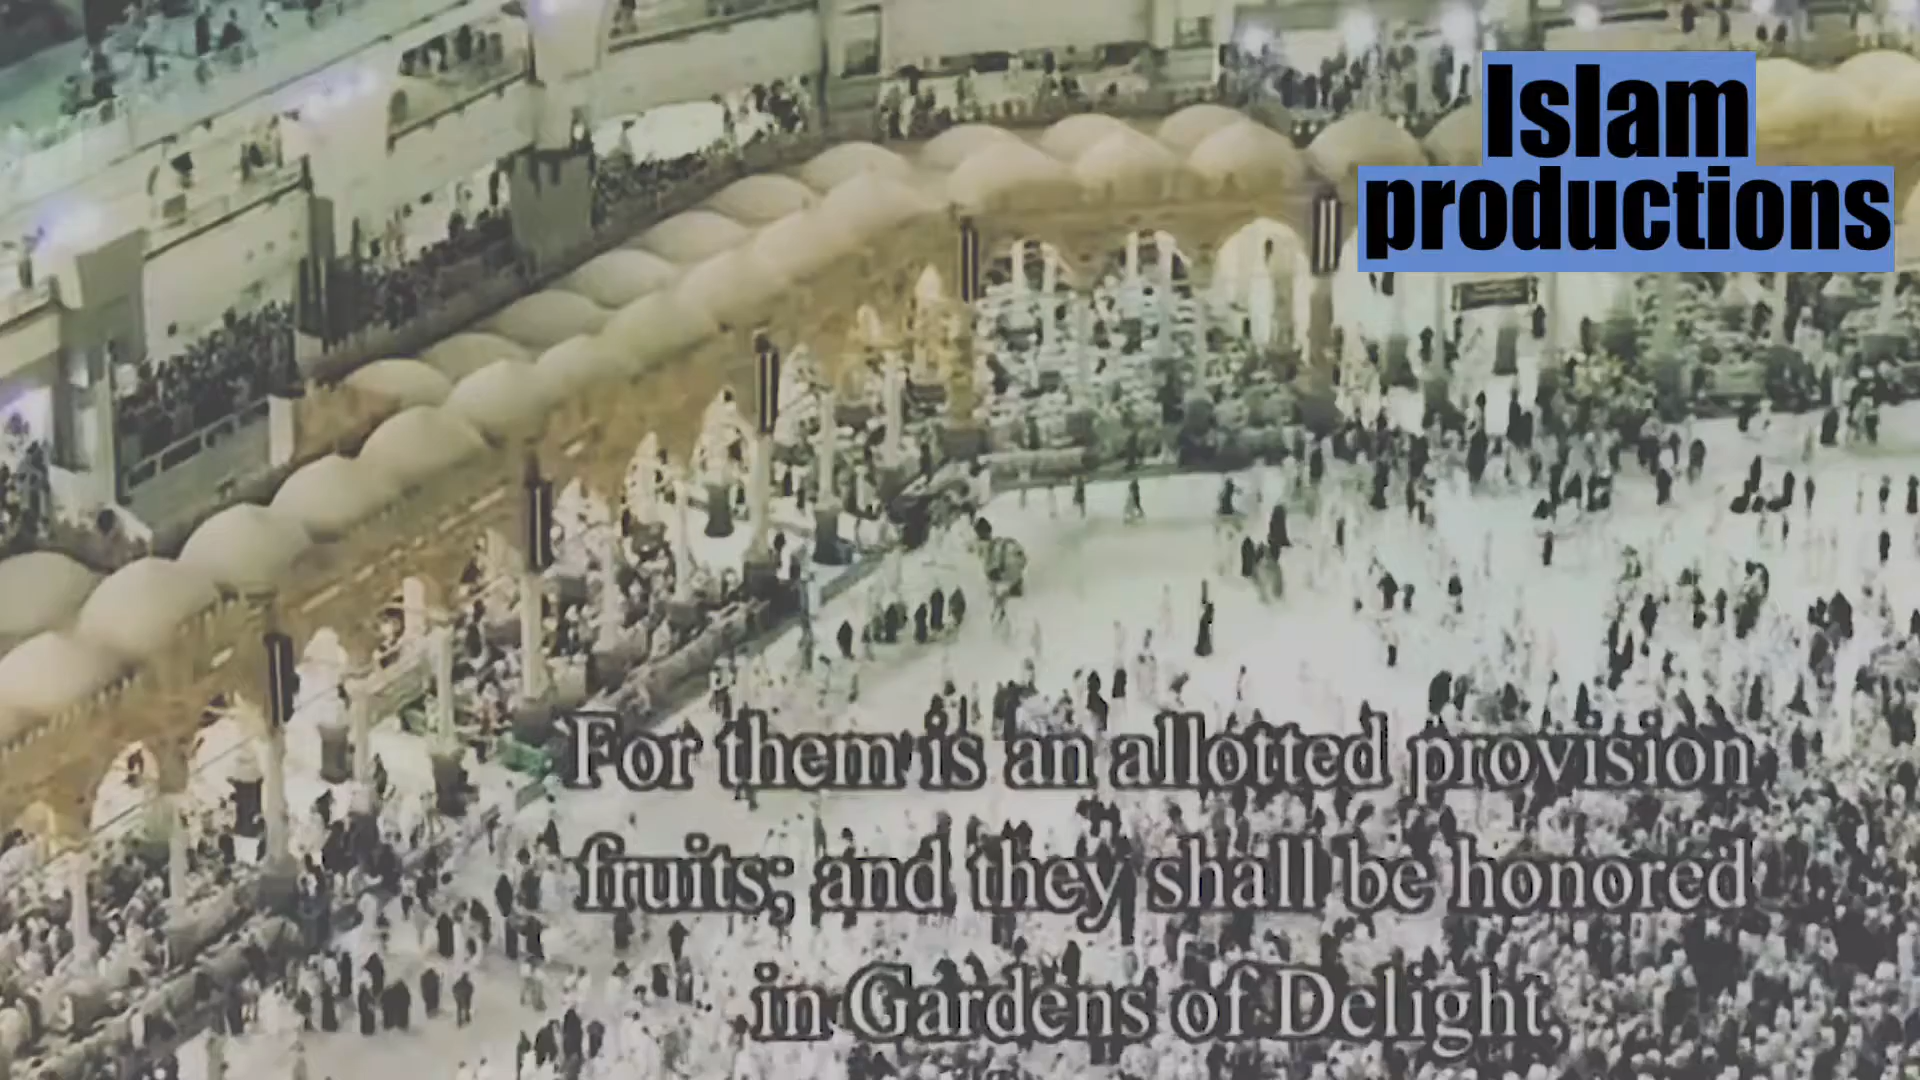 Islam
productions
For them is an allotted provision
fruits; and they shall be honored
in Gardens of Delight,